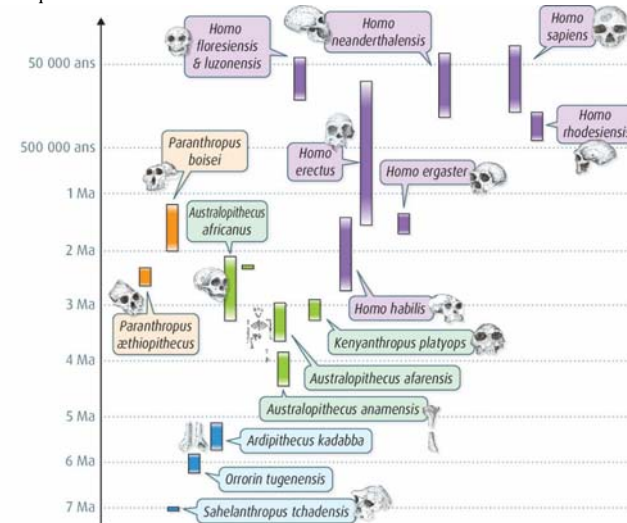 Homo
floresiensis
& luzonensis
Homo
neanderthalensis
Homo
sapiens
50 000 ans
Homo
rhodesiensis
500 000 ans
Paranthropus
boisei
Homo
erectus
Homo ergaster
1 Ma
Australopithecus
africanus
2 Ma
3 Ma
Homo habilis
Paranthropus
æthiopithecus
Kenyanthropus platyops
4 Ma
Australopithecus afarensis
Australopithecus anamensis
5 Ma
Ardipithecus kadabba
6 Ma
Orrorin tugenensis
7 Ma
Sahelanthropus tchadensis